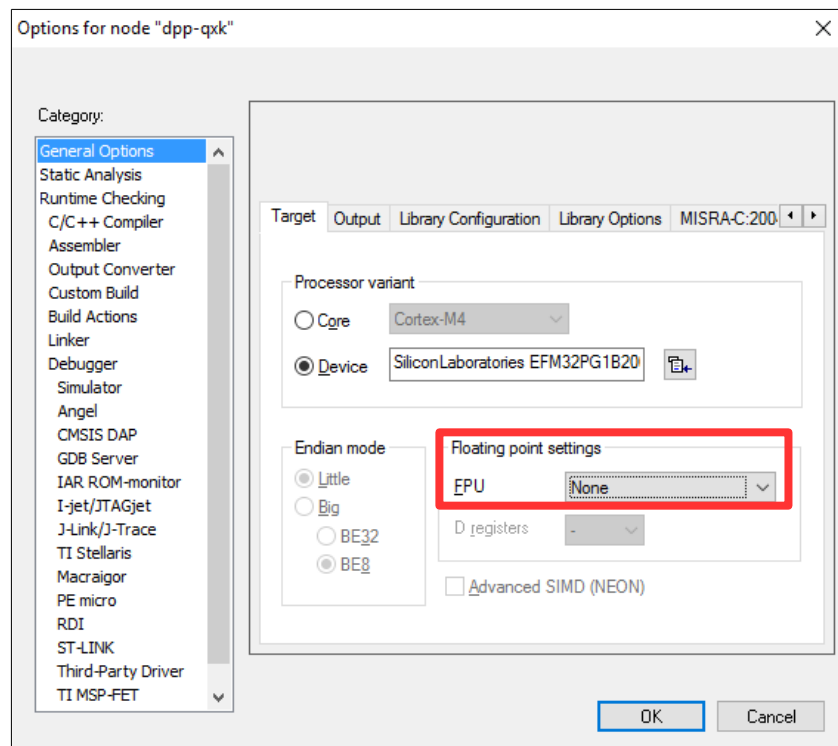 Options for node "dpp-qxk"
Category:
General Options
Static Analysis
Runtime Checking
C/C++ Compiler
Assembler
Output Converter
Custom Build
Build Actions
Linker
Debugger
Simulator
Angel
CMSIS DAP
GDB Server
IAR ROM-monitor
I-jet/JTAGjet
J-Link/J-Trace
TI Stellaris
Macraigor
PE micro
RDI
ST-LINK
Third-Party Driver
TI MSP-FET
Target Output Library Configuration Library Options MISRA-C:200
Processor variant
Core Cortex-M4
Device SiliconLaboratories EFM32PG1B20
Endian mode
Little
Big
BE32
BE8
Floating point settings
FPU None
D registers -
Advanced SIMD (NEON)
OK Cancel